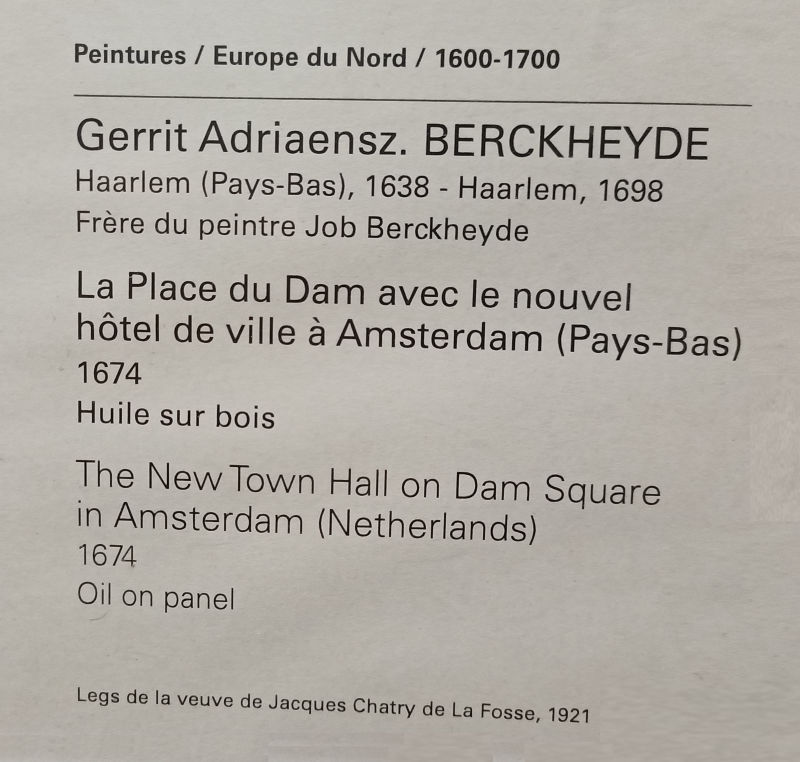 Peintures / Europe du Nord / 1600-1700
Gerrit Adriaensz. BERCKHEYDE
Haarlem (Pays-Bas), 1638 - Haarlem, 1698
Frère du peintre Job Berckheyde
La Place du Dam avec le nouvel
hôtel de ville à Amsterdam (Pays-Bas)
1674
Huile sur bois
The New Town Hall on Dam Square
in Amsterdam (Netherlands)
1674
Oil on panel
Legs de la veuve de Jacques Chatry de La Fosse, 1921